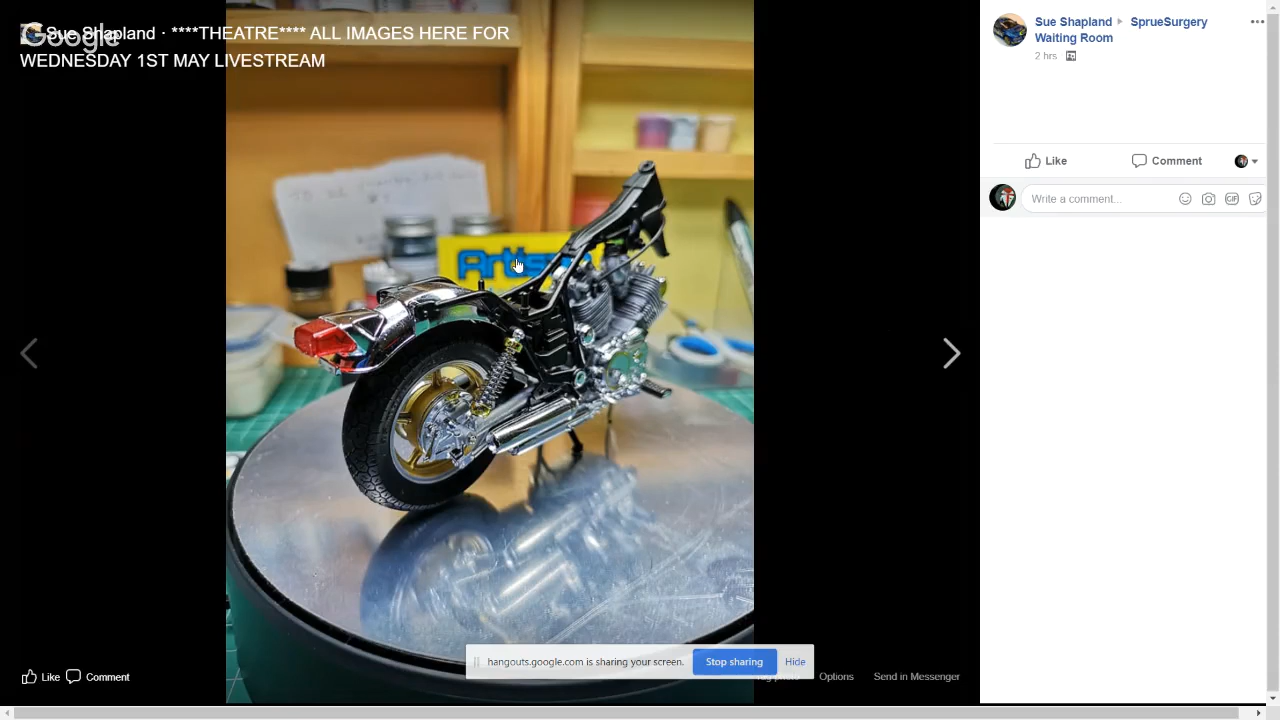 Google
Sue Shapland · ****THEATRE**** ALL IMAGES HERE FOR
WEDNESDAY 1ST MAY LIVESTREAM
Sue Shapland SprueSurgery
Waiting Room
2 hrs
Like Comment
Write a comment...
GIF
hangouts.google.com is sharing your screen. Stop sharing Hide
Like Comment
Options Send in Messenger